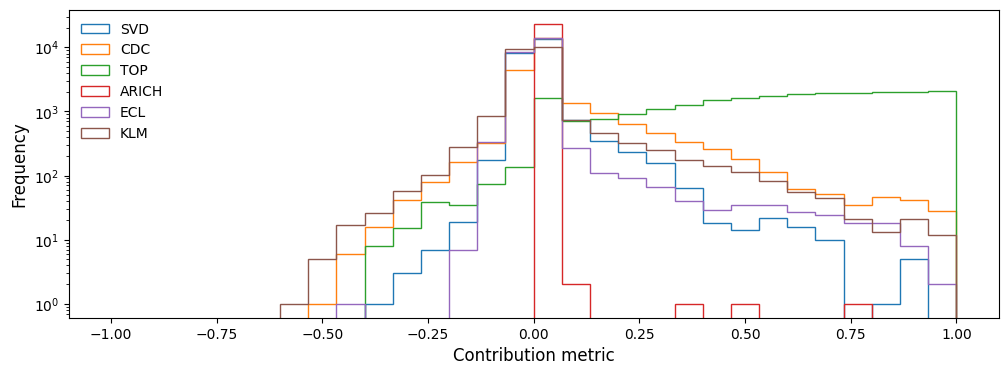 SVD
CDC
TOP
ARICH
ECL
KLM
Frequency
10⁴
10³
10²
10¹
10⁰
−1.00 −0.75 −0.50 −0.25 0.00 0.25 0.50 0.75 1.00
Contribution metric